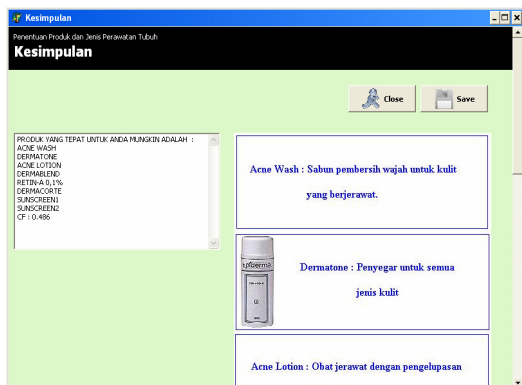 Kesimpulan
Penentuan Produk dan Jenis Perawatan Tubuh
Kesimpulan
Close
Save
PRODUK YANG TEPAT UNTUK ANDA MUNGKIN ADALAH :
ACNE WASH
DERMATONE
ACNE LOTION
DERMABLEND
RETIN-A 0,1%
DERMACORTE
SUNSCREEN1
SUNSCREEN2
CF : 0.486
Acne Wash : Sabun pembersih wajah untuk kulit
yang berjerawat.
Dermatone : Penyegar untuk semua
jenis kulit
Acne Lotion : Obat jerawat dengan pengelupasan